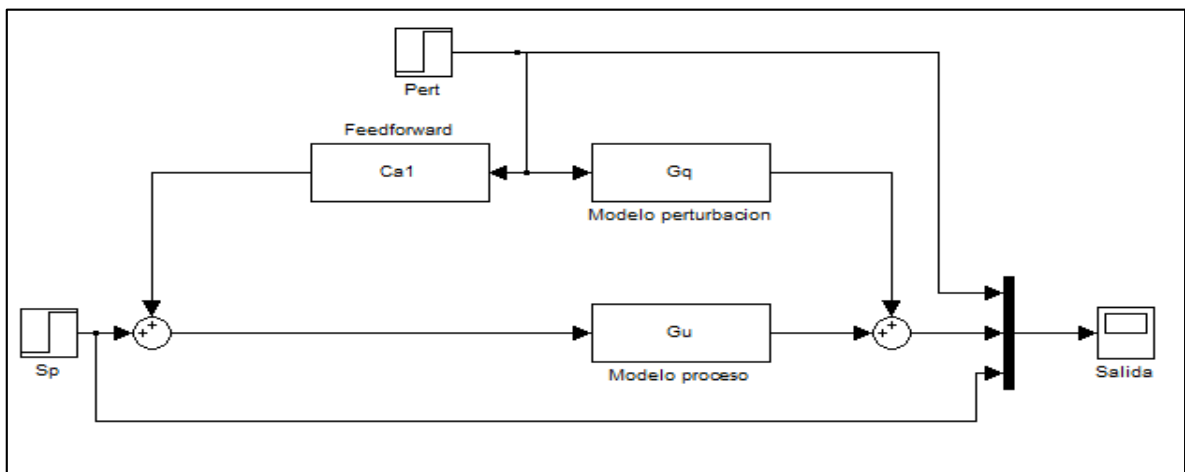 Pert
Feedforward
Ca1
Gq
Modelo perturbacion
+
+
+
+
Sp
Gu
Modelo proceso
Salida